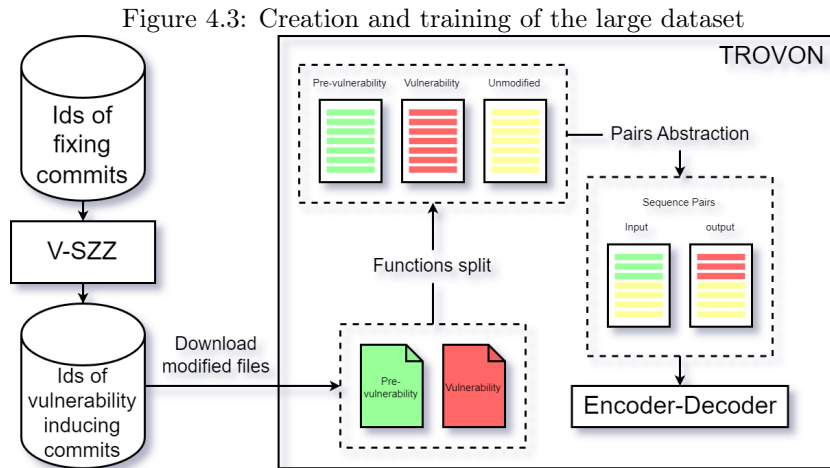 Figure 4.3: Creation and training of the large dataset
Ids of
fixing
commits
V-SZZ
Ids of
vulnerability
inducing
commits
Download
modified files
TROVON
Pre-vulnerability
Vulnerability
Unmodified
Pairs Abstraction
Sequence Pairs
Input
output
Functions split
Pre-
vulnerability
Vulnerability
Encoder-Decoder